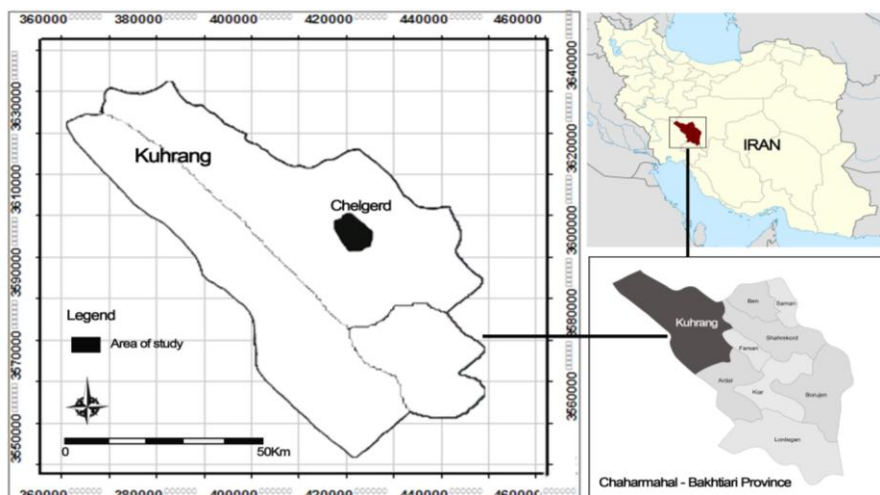 360000 380000 400000 420000 440000 460000
3630000
3610000
3590000
3570000
3550000
3640000
3620000
3600000
3580000
3560000
Kuhrang
Chelgerd
Legend
Area of study
0 50Km
360000 380000 400000 420000 440000 460000
IRAN
Kuhrang
Ben
Saman
Shahrekord
Farsan
Ardal
Kiar
Borujen
Lordegan
Chaharmahal - Bakhtiari Province